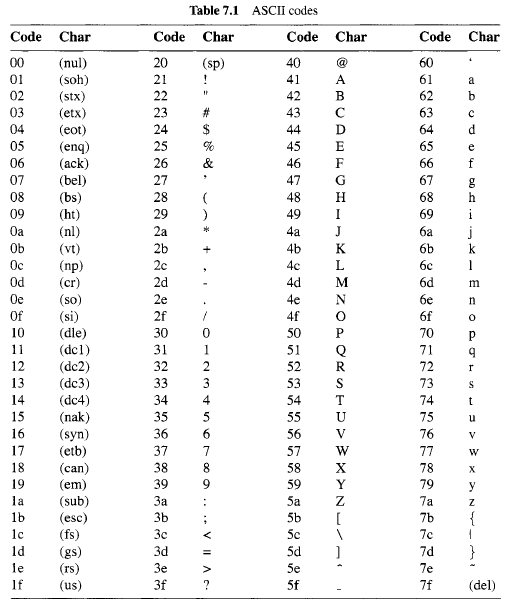 Table 7.1 ASCII codes
Code Char Code Char Code Char Code Char
00 (nul) 20 (sp) 40 @ 60 ‘
01 (soh) 21 ! 41 A 61 a
02 (stx) 22 " 42 B 62 b
03 (etx) 23 # 43 C 63 c
04 (eot) 24 $ 44 D 64 d
05 (enq) 25 % 45 E 65 e
06 (ack) 26 & 46 F 66 f
07 (bel) 27 ’ 47 G 67 g
08 (bs) 28 ( 48 H 68 h
09 (ht) 29 ) 49 I 69 i
0a (nl) 2a * 4a J 6a j
0b (vt) 2b + 4b K 6b k
0c (np) 2c , 4c L 6c l
0d (cr) 2d - 4d M 6d m
0e (so) 2e . 4e N 6e n
0f (si) 2f / 4f O 6f o
10 (dle) 30 0 50 P 70 p
11 (dc1) 31 1 51 Q 71 q
12 (dc2) 32 2 52 R 72 r
13 (dc3) 33 3 53 S 73 s
14 (dc4) 34 4 54 T 74 t
15 (nak) 35 5 55 U 75 u
16 (syn) 36 6 56 V 76 v
17 (etb) 37 7 57 W 77 w
18 (can) 38 8 58 X 78 x
19 (em) 39 9 59 Y 79 y
1a (sub) 3a : 5a Z 7a z
1b (esc) 3b ; 5b [ 7b {
1c (fs) 3c < 5c \ 7c |
1d (gs) 3d = 5d ] 7d }
1e (rs) 3e > 5e ^ 7e ~
1f (us) 3f ? 5f _ 7f (del)